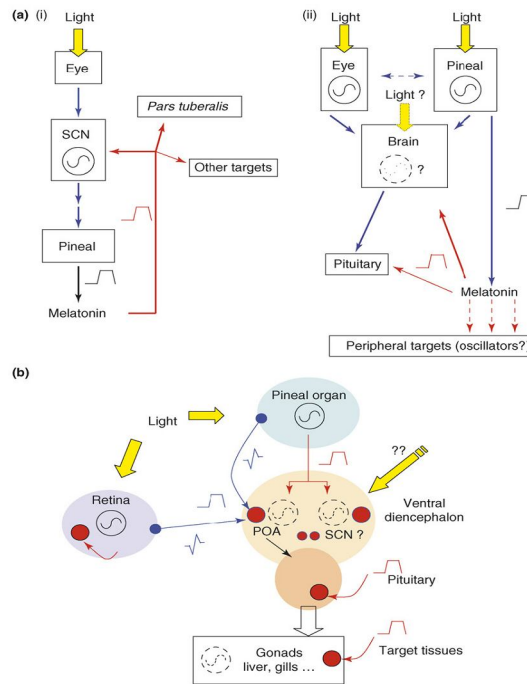 (a) (i)
Light
Eye
SCN
Pars tuberalis
Other targets
Pineal
Melatonin
(ii)
Light
Light
Eye
Pineal
Light ?
Brain
?
Pituitary
Melatonin
Peripheral targets (oscillators?)
(b)
Pineal organ
Light
??
Retina
Ventral
diencephalon
POA
SCN ?
Pituitary
Gonads
liver, gills ...
Target tissues